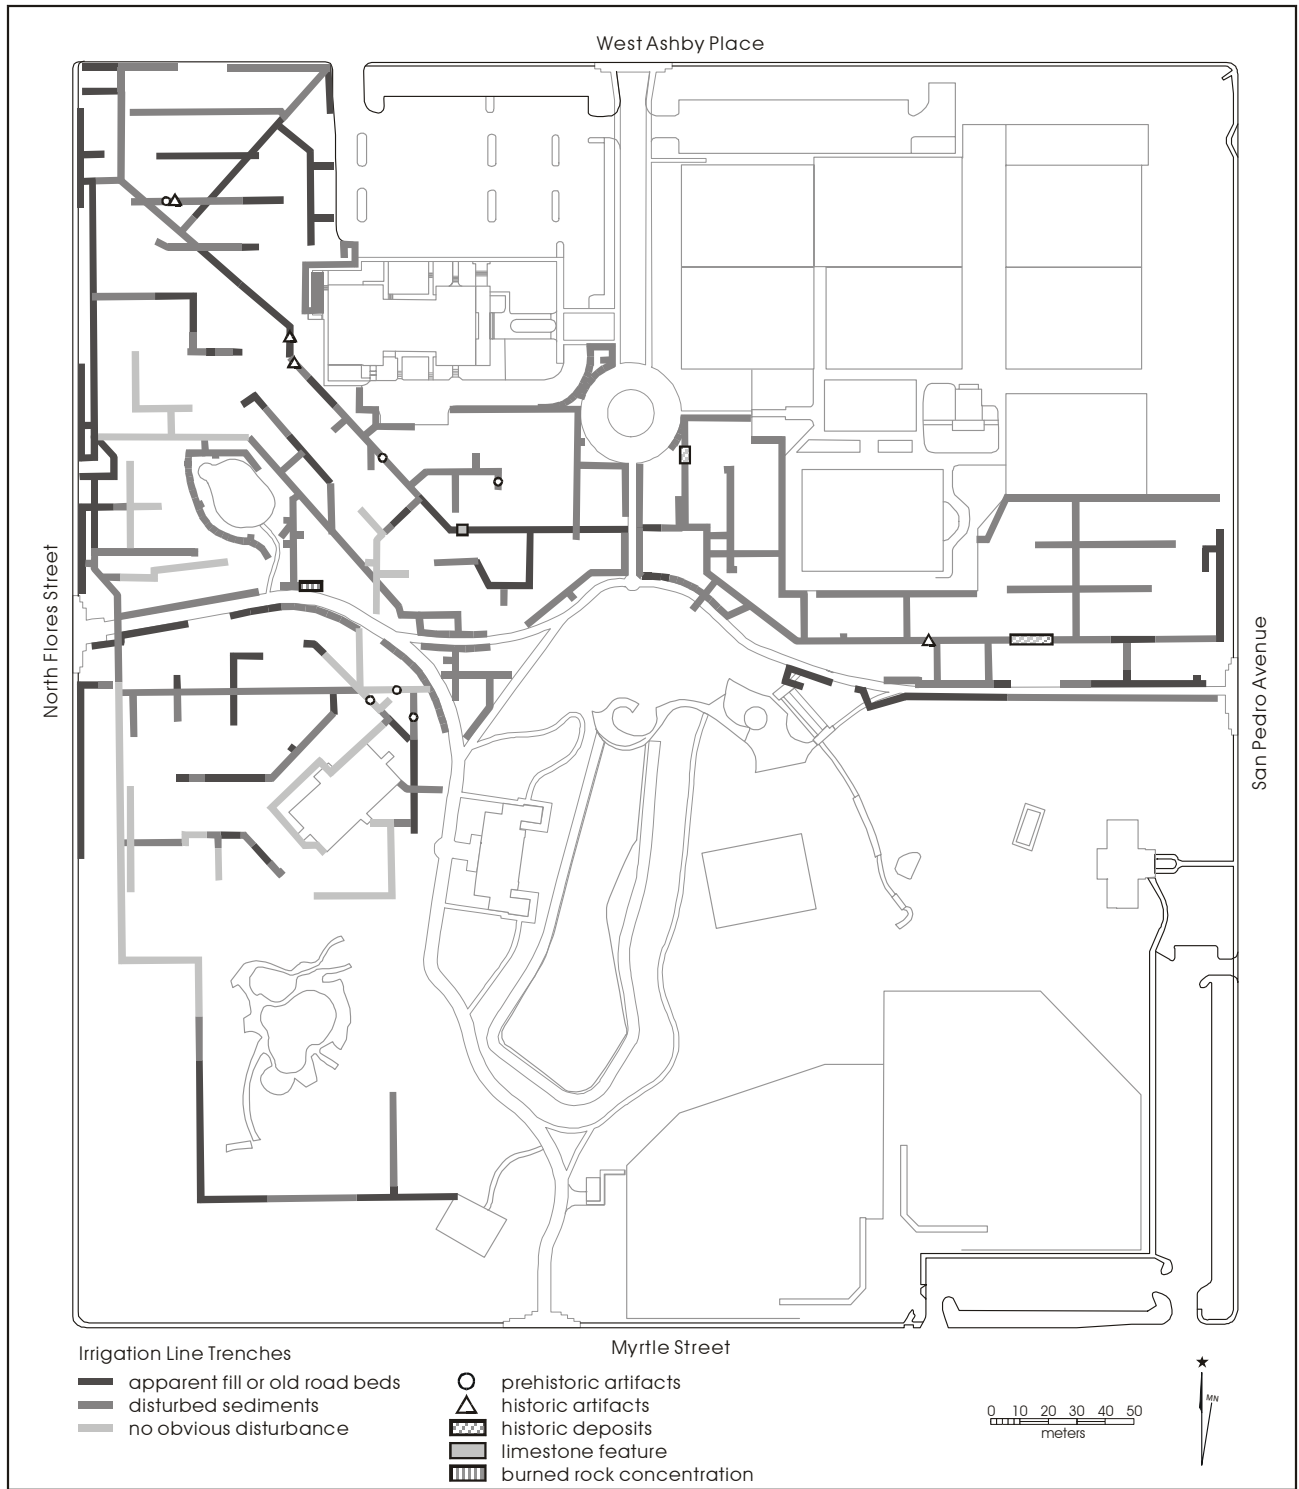 West Ashby Place
North Flores Street
San Pedro Avenue
Myrtle Street
Irrigation Line Trenches
apparent fill or old road beds
disturbed sediments
no obvious disturbance
prehistoric artifacts
historic artifacts
historic deposits
limestone feature
burned rock concentration
0 10 20 30 40 50
meters
MN